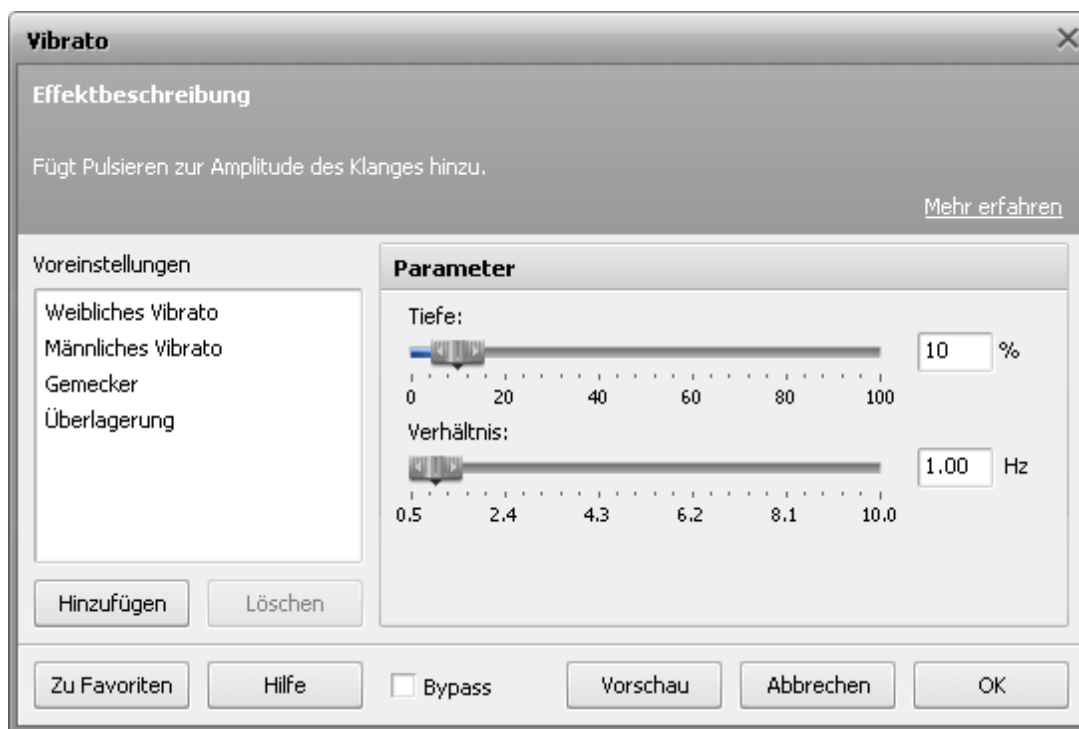 Vibrato
Effektbeschreibung
Fügt Pulsieren zur Amplitude des Klanges hinzu.
Mehr erfahren
Voreinstellungen
Weibliches Vibrato
Männliches Vibrato
Gemecker
Überlagerung
Hinzufügen Löschen
Parameter
Tiefe:
10 %
0 20 40 60 80 100
Verhältnis:
1.00 Hz
0.5 2.4 4.3 6.2 8.1 10.0
Zu Favoriten Hilfe Bypass Vorschau Abbrechen OK